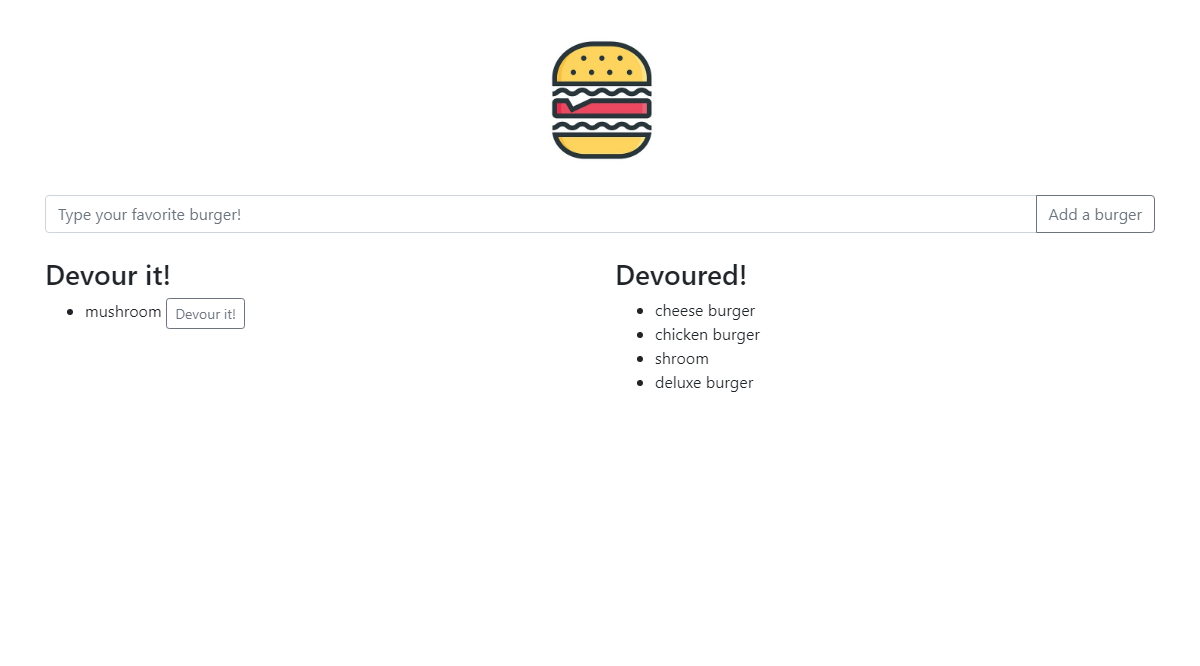 Type your favorite burger! Add a burger
Devour it!
mushroom Devour it!
Devoured!
cheese burger
chicken burger
shroom
deluxe burger